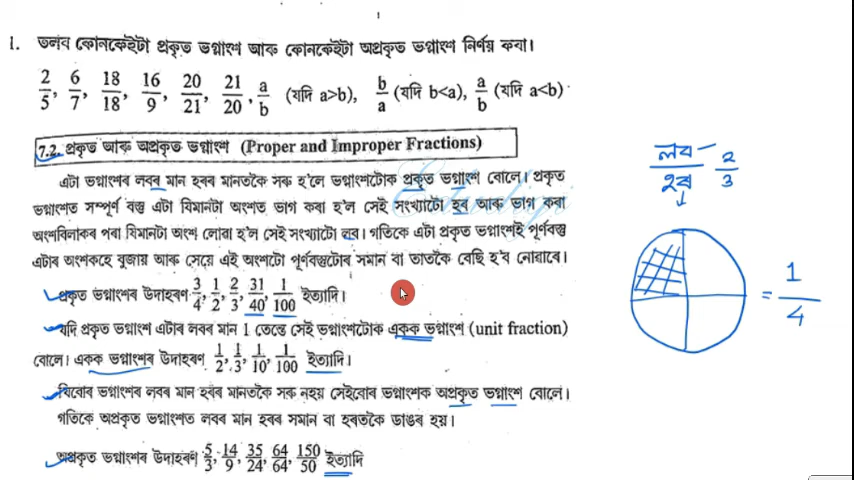 1. তলৰ কোনকেইটা প্ৰকৃত ভগ্নাংশ আৰু কোনকেইটা অপ্ৰকৃত ভগ্নাংশ নিৰ্ণয় কৰা।
2/5, 6/7, 18/18, 16/9, 20/21, 21/20, a/b (যদি a>b), b/a (যদি b<a), a/b (যদি a<b)
7.2. প্ৰকৃত আৰু অপ্ৰকৃত ভগ্নাংশ (Proper and Improper Fractions)
এটা ভগ্নাংশৰ লবৰ মান হৰৰ মানতকৈ সৰু হ'লে ভগ্নাংশটোক প্ৰকৃত ভগ্নাংশ বোলে। প্ৰকৃত
ভগ্নাংশত সম্পূৰ্ণ বস্তু এটা যিমানটা অংশত ভাগ কৰা হ'ল সেই সংখ্যাটো হৰ আৰু ভাগ কৰা
অংশবিলাকৰ পৰা যিমানটা অংশ লোৱা হ'ল সেই সংখ্যাটো লব। গতিকে এটা প্ৰকৃত ভগ্নাংশই পূৰ্ণবস্তু
এটাৰ অংশকহে বুজায় আৰু সেয়ে এই অংশটো পূৰ্ণবস্তুটোৰ সমান বা তাতকৈ বেছি হ'ব নোৱাৰে।
প্ৰকৃত ভগ্নাংশৰ উদাহৰণ 3/4, 1/2, 2/3, 31/40, 1/100 ইত্যাদি।
যদি প্ৰকৃত ভগ্নাংশ এটাৰ লবৰ মান 1 তেন্তে সেই ভগ্নাংশটোক একক ভগ্নাংশ (unit fraction)
বোলে। একক ভগ্নাংশৰ উদাহৰণ 1/2, 1/3, 1/10, 1/100 ইত্যাদি।
যিবোৰ ভগ্নাংশৰ লবৰ মান হৰৰ মানতকৈ সৰু নহয় সেইবোৰ ভগ্নাংশক অপ্ৰকৃত ভগ্নাংশ বোলে।
গতিকে অপ্ৰকৃত ভগ্নাংশত লবৰ মান হৰৰ সমান বা হৰতকৈ ডাঙৰ হয়।
অপ্ৰকৃত ভগ্নাংশৰ উদাহৰণ 5/3, 14/9, 35/24, 64/64, 150/50 ইত্যাদি
লব/হৰ 2/3
= 1/4